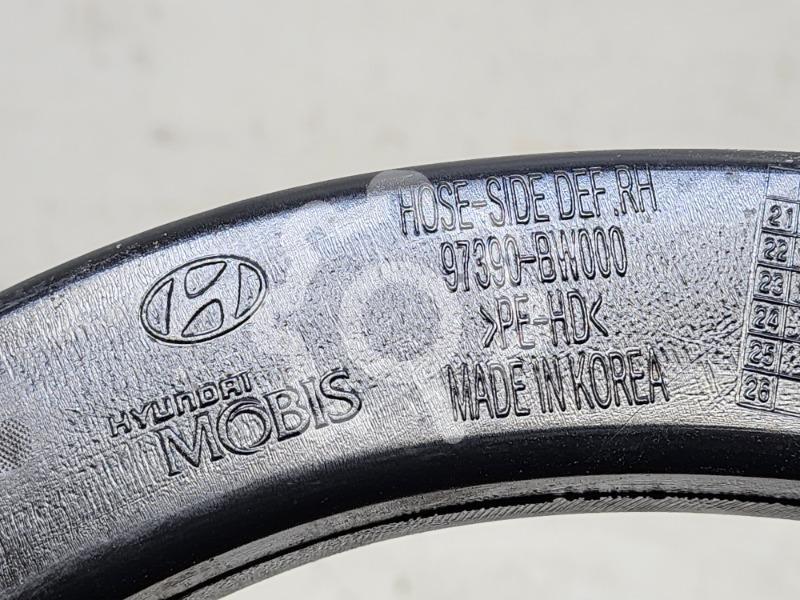 HOSE-SIDE DEF.RH
97390-BW000
>PE-HD<
MADE IN KOREA
HYUNDAI
MOBIS
21
22
23
24
25
26